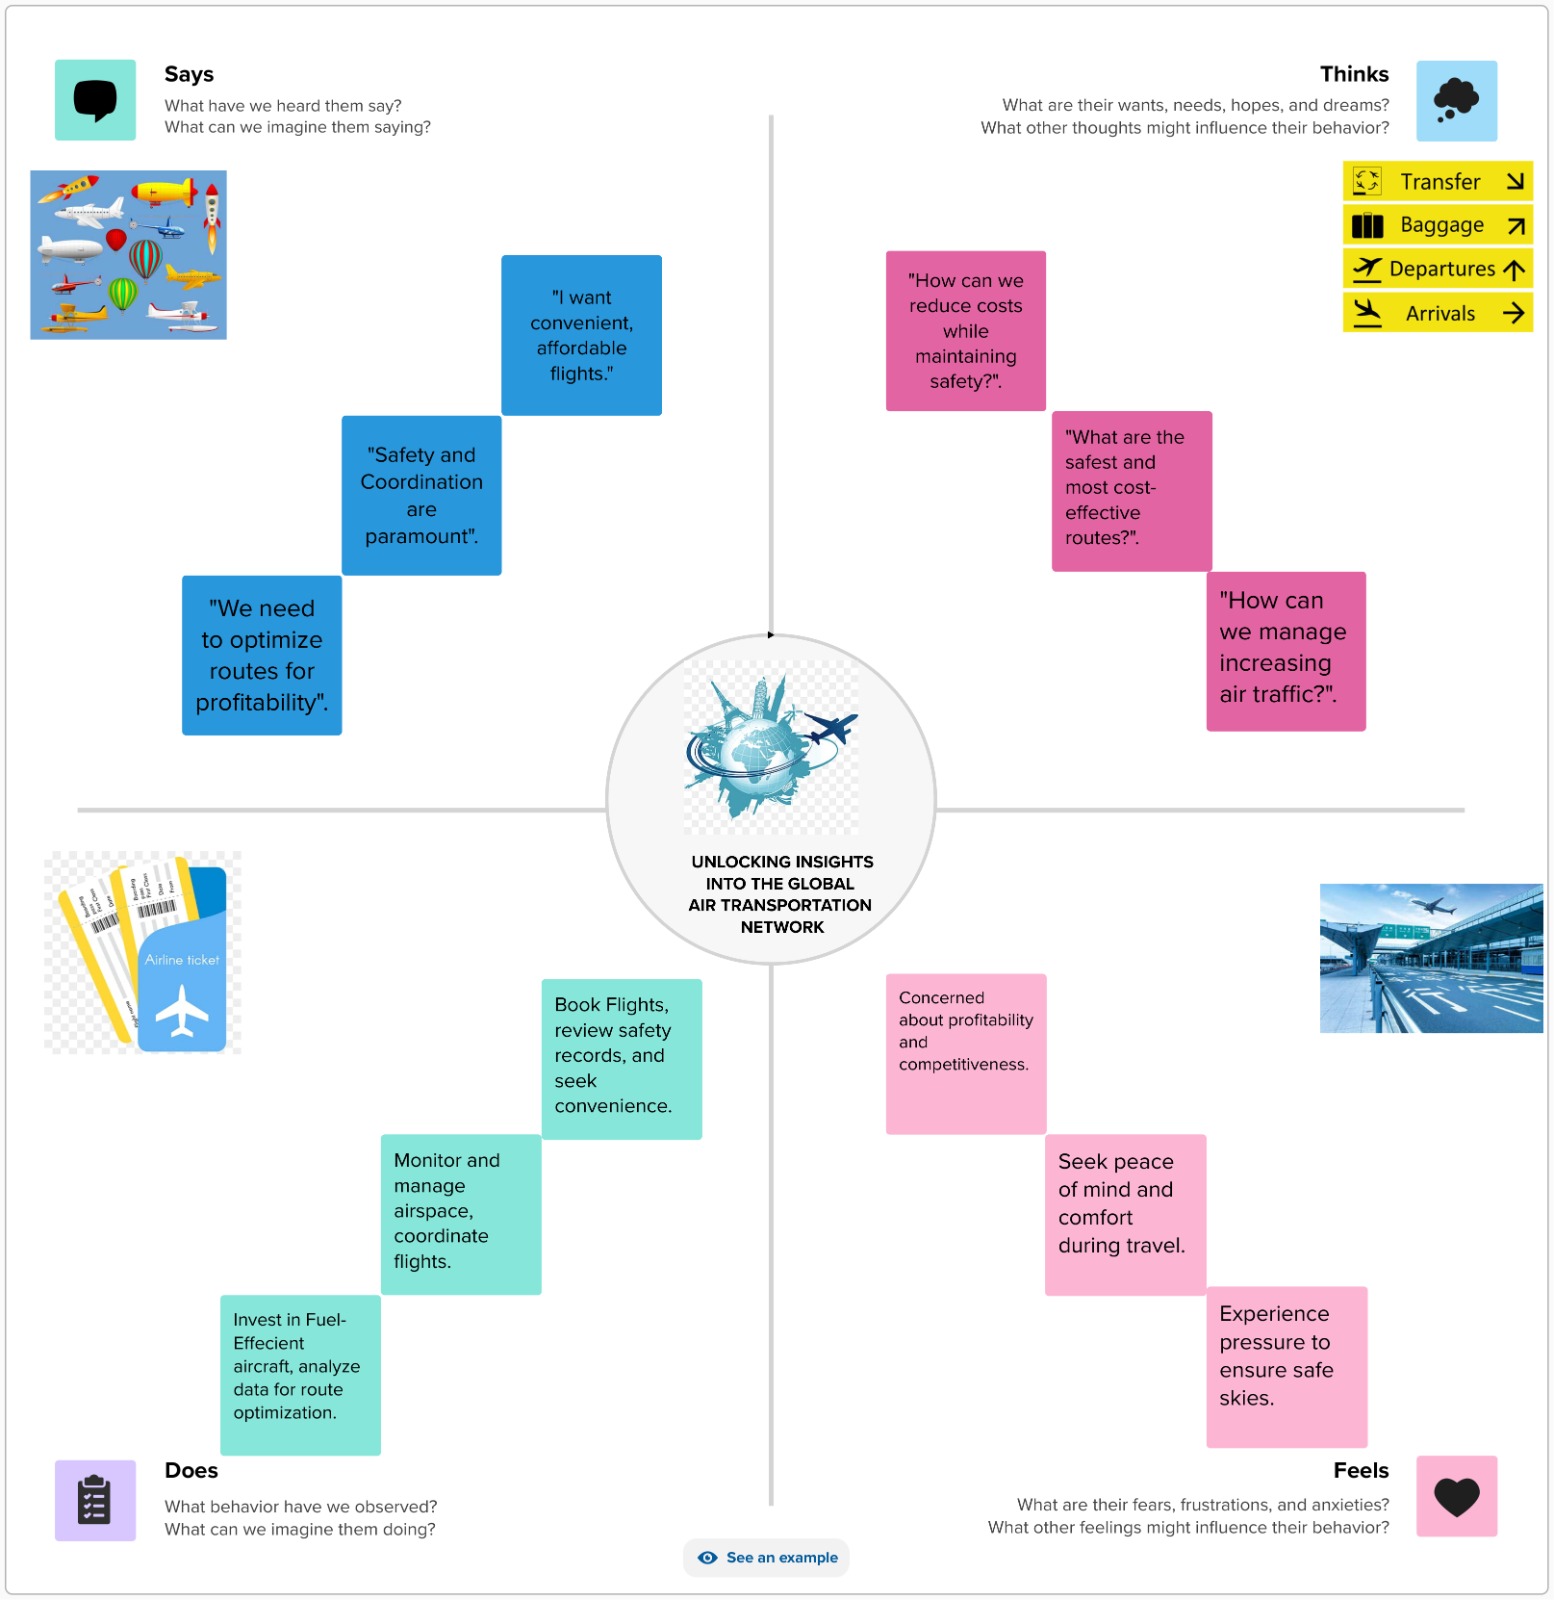 Says
What have we heard them say?
What can we imagine them saying?
Thinks
What are their wants, needs, hopes, and dreams?
What other thoughts might influence their behavior?
Transfer
Baggage
Departures
Arrivals
"I want
convenient,
affordable
flights."
"Safety and
Coordination
are
paramount".
"We need
to optimize
routes for
profitability".
"How can we
reduce costs
while
maintaining
safety?".
"What are the
safest and
most cost-
effective
routes?".
"How can
we manage
increasing
air traffic?".
UNLOCKING INSIGHTS
INTO THE GLOBAL
AIR TRANSPORTATION
NETWORK
Airline ticket
Book Flights,
review safety
records, and
seek
convenience.
Monitor and
manage
airspace,
coordinate
flights.
Invest in Fuel-
Effecient
aircraft, analyze
data for route
optimization.
Concerned
about profitability
and
competitiveness.
Seek peace
of mind and
comfort
during travel.
Experience
pressure to
ensure safe
skies.
Does
What behavior have we observed?
What can we imagine them doing?
Feels
What are their fears, frustrations, and anxieties?
What other feelings might influence their behavior?
See an example